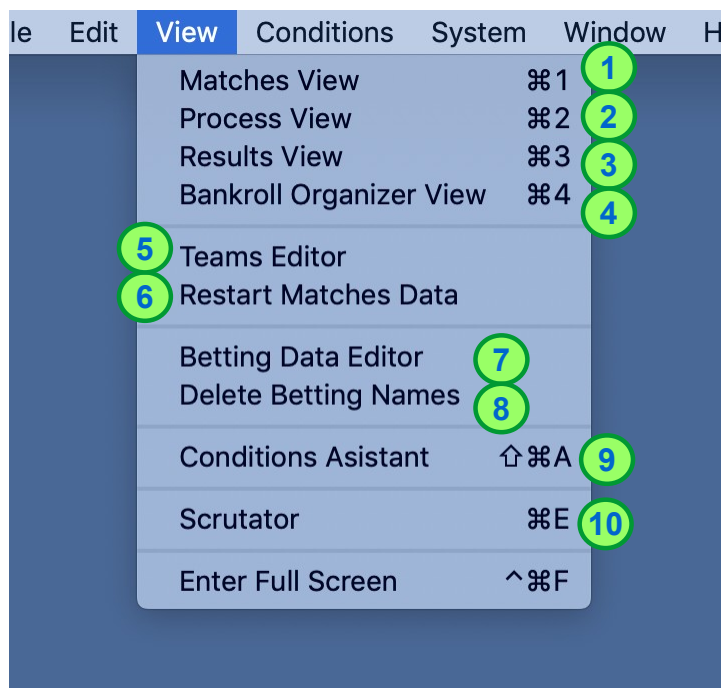 le Edit View Conditions System Window H
Matches View ⌘1 1
Process View ⌘2 2
Results View ⌘3 3
Bankroll Organizer View ⌘4 4
5 Teams Editor
6 Restart Matches Data
Betting Data Editor 7
Delete Betting Names 8
Conditions Asistant ⇧⌘A 9
Scrutator ⌘E 10
Enter Full Screen ^⌘F